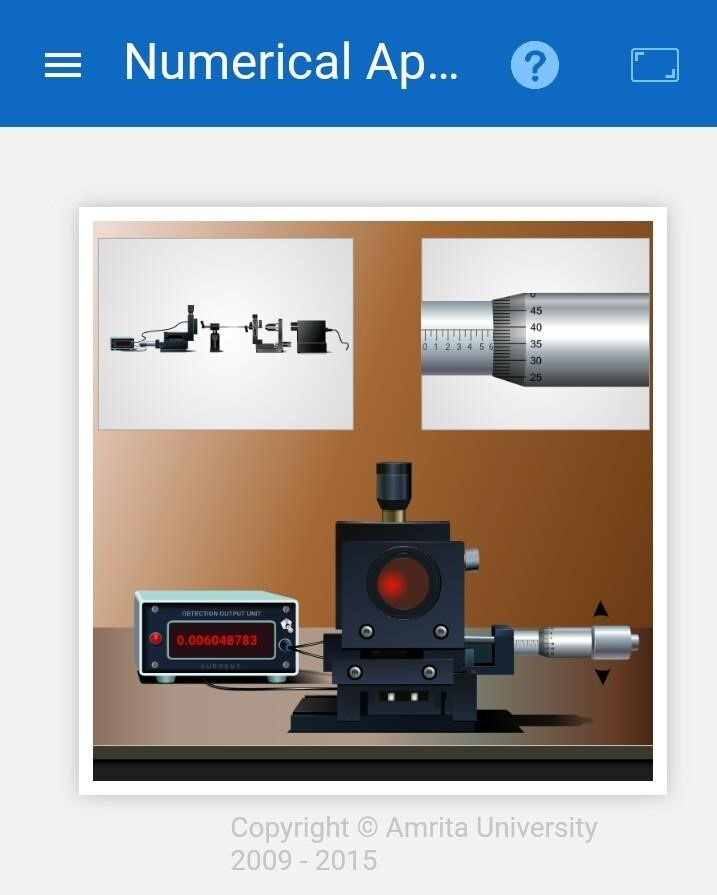 Numerical Ap...
?
0
45
40
35
30
25
0 1 2 3 4 5 6
DETECTION OUTPUT UNIT
0.006048783
CURRENT
Copyright © Amrita University
2009 - 2015